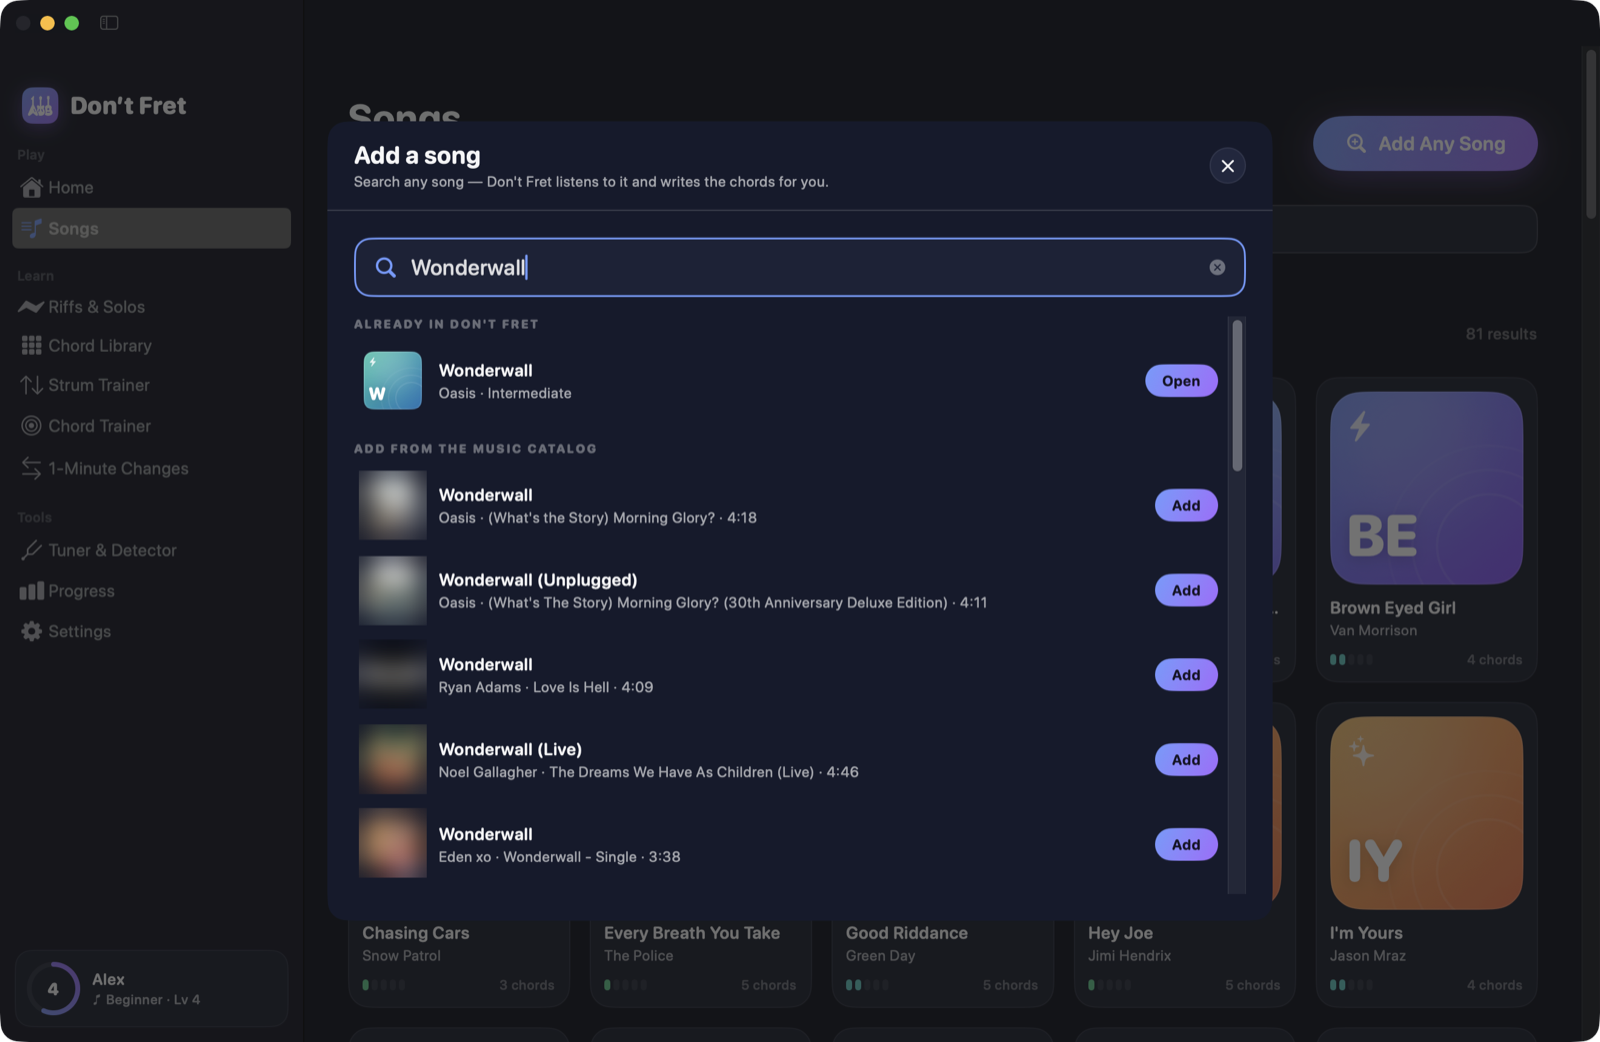 Don't Fret
Play
Home
Songs
Learn
Riffs & Solos
Chord Library
Strum Trainer
Chord Trainer
1-Minute Changes
Tools
Tuner & Detector
Progress
Settings
4
Alex
Beginner · Lv 4
Songs
Add Any Song
81 results
Add a song
Search any song — Don't Fret listens to it and writes the chords for you.
Wonderwall
ALREADY IN DON'T FRET
W
Wonderwall
Oasis · Intermediate
Open
ADD FROM THE MUSIC CATALOG
Wonderwall
Oasis · (What's the Story) Morning Glory? · 4:18
Add
Wonderwall (Unplugged)
Oasis · (What's The Story) Morning Glory? (30th Anniversary Deluxe Edition) · 4:11
Add
Wonderwall
Ryan Adams · Love Is Hell · 4:09
Add
Wonderwall (Live)
Noel Gallagher · The Dreams We Have As Children (Live) · 4:46
Add
Wonderwall
Eden xo · Wonderwall - Single · 3:38
Add
BE
Brown Eyed Girl
Van Morrison
4 chords
Chasing Cars
Snow Patrol
3 chords
Every Breath You Take
The Police
5 chords
Good Riddance
Green Day
5 chords
Hey Joe
Jimi Hendrix
5 chords
IY
I'm Yours
Jason Mraz
4 chords